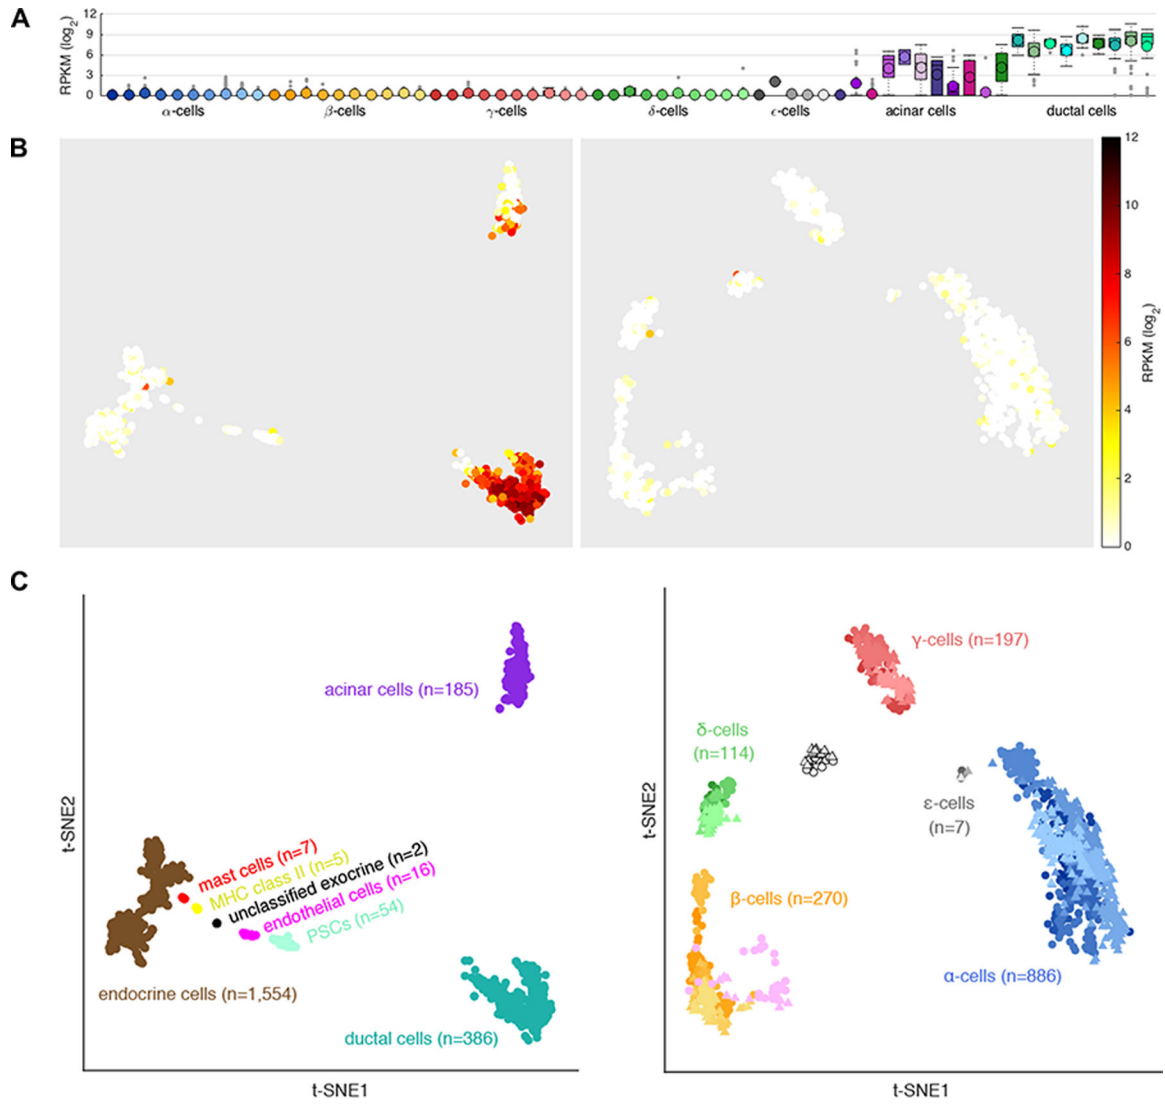 A
RPKM (log2)
12
9
6
3
0
α-cells
β-cells
γ-cells
δ-cells
ϵ-cells
acinar cells
ductal cells
B
12
10
8
6
4
2
0
RPKM (log2)
C
t-SNE2
acinar cells (n=185)
mast cells (n=7)
MHC class II (n=5)
unclassified exocrine (n=2)
endothelial cells (n=16)
PSCs (n=54)
endocrine cells (n=1,554)
ductal cells (n=386)
t-SNE1
t-SNE2
γ-cells (n=197)
δ-cells
(n=114)
ε-cells
(n=7)
β-cells (n=270)
α-cells (n=886)
t-SNE1